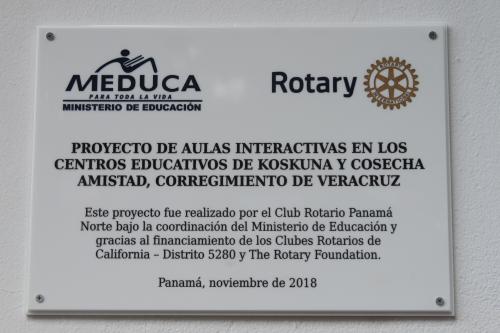 MEDUCA
PARA TODA LA VIDA
MINISTERIO DE EDUCACIÓN
Rotary
ROTARY
INTERNATIONAL
PROYECTO DE AULAS INTERACTIVAS EN LOS
CENTROS EDUCATIVOS DE KOSKUNA Y COSECHA
AMISTAD, CORREGIMIENTO DE VERACRUZ
Este proyecto fue realizado por el Club Rotario Panamá
Norte bajo la coordinación del Ministerio de Educación y
gracias al financiamiento de los Clubes Rotarios de
California – Distrito 5280 y The Rotary Foundation.
Panamá, noviembre de 2018